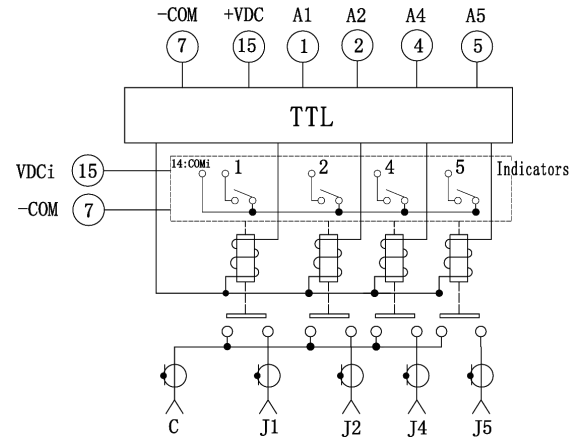 -COM +VDC A1 A2 A4 A5
7 15 1 2 4 5
TTL
14:COMi 1 2 4 5 Indicators
VDCi 15
-COM 7
C J1 J2 J4 J5